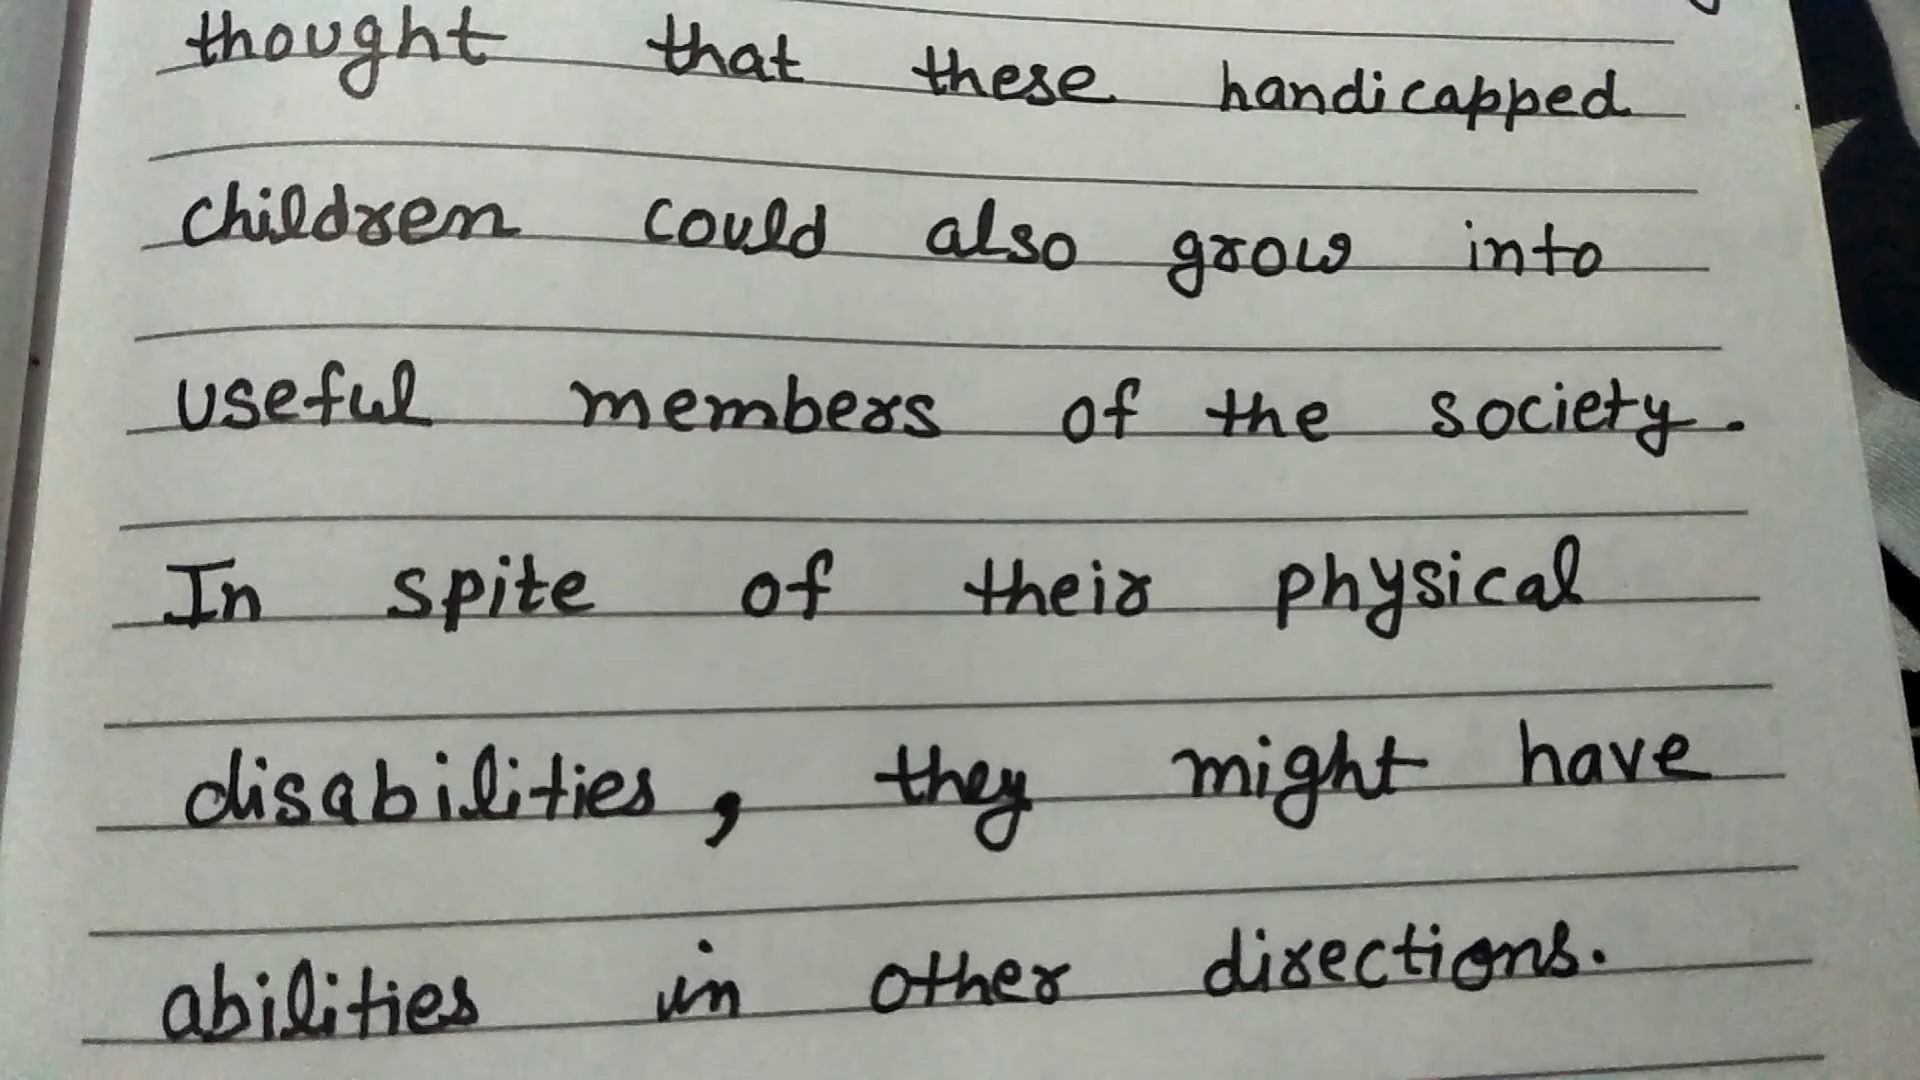 thought that these handicapped
children could also grow into
useful members of the society.
In spite of their physical
disabilities, they might have
abilities in other directions.